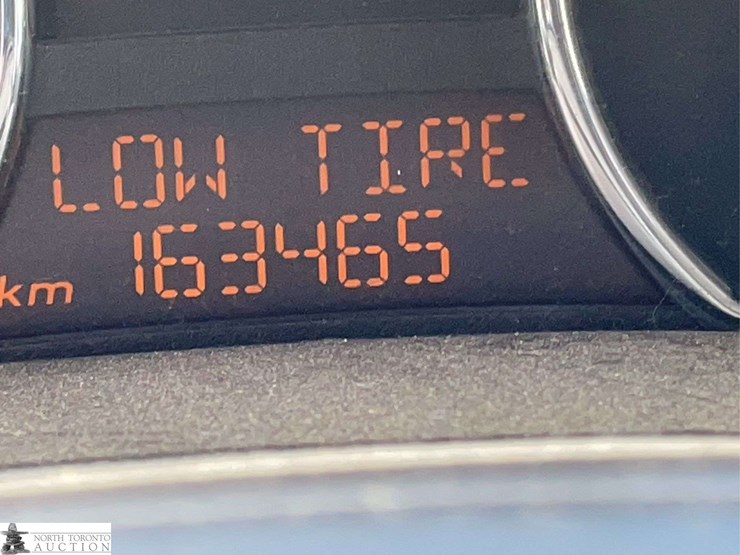 LOW TIRE
km 163465
NORTH TORONTO
AUCTION